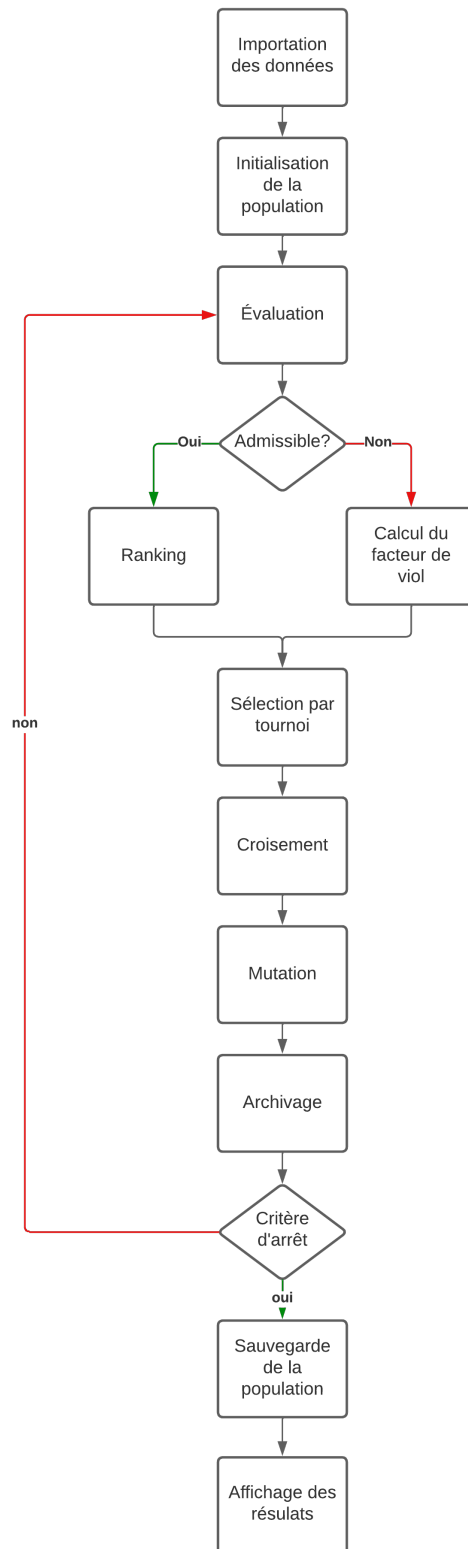 Importation
des données
Initialisation
de la
population
Évaluation
Admissible?
Oui
Non
Ranking
Calcul du
facteur de
viol
Sélection par
tournoi
non
Croisement
Mutation
Archivage
Critère
d'arrêt
oui
Sauvegarde
de la
population
Affichage des
résulats